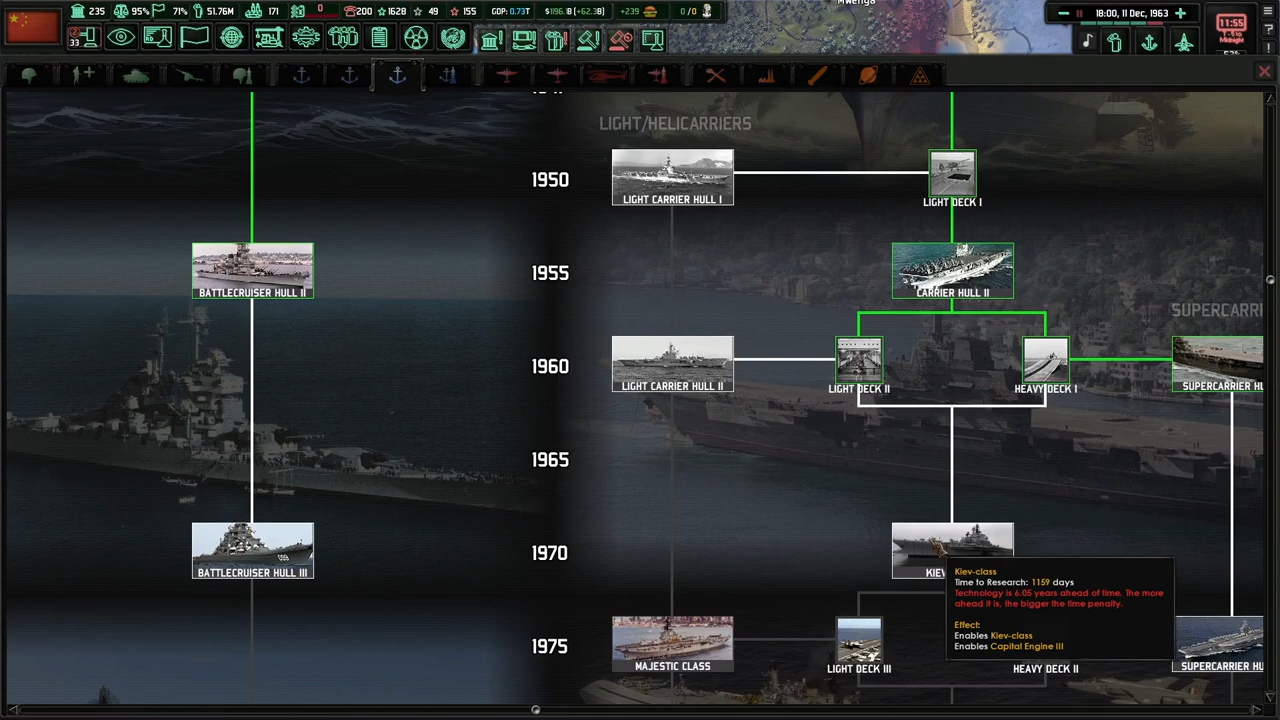 Mwenga
235
95%
71%
51.76M
171
0
200
1628
49
155
GDP: 0.73T
+239
0/0
18:00, 11 Dec, 1963
11:55
T-5 to
Midnight
33
LIGHT/HELICARRIERS
1950
LIGHT CARRIER HULL I
LIGHT DECK I
1955
BATTLECRUISER HULL II
CARRIER HULL II
SUPERCARRI
1960
LIGHT CARRIER HULL II
LIGHT DECK II
HEAVY DECK I
SUPERCARRIER HU
1965
1970
BATTLECRUISER HULL III
KIEV
Kiev-class
Time to Research: 1159 days
Technology is 6.05 years ahead of time. The more
ahead it is, the bigger the time penalty.
Effect:
Enables Kiev-class
Enables Capital Engine III
1975
MAJESTIC CLASS
LIGHT DECK III
HEAVY DECK II
SUPERCARRIER HU